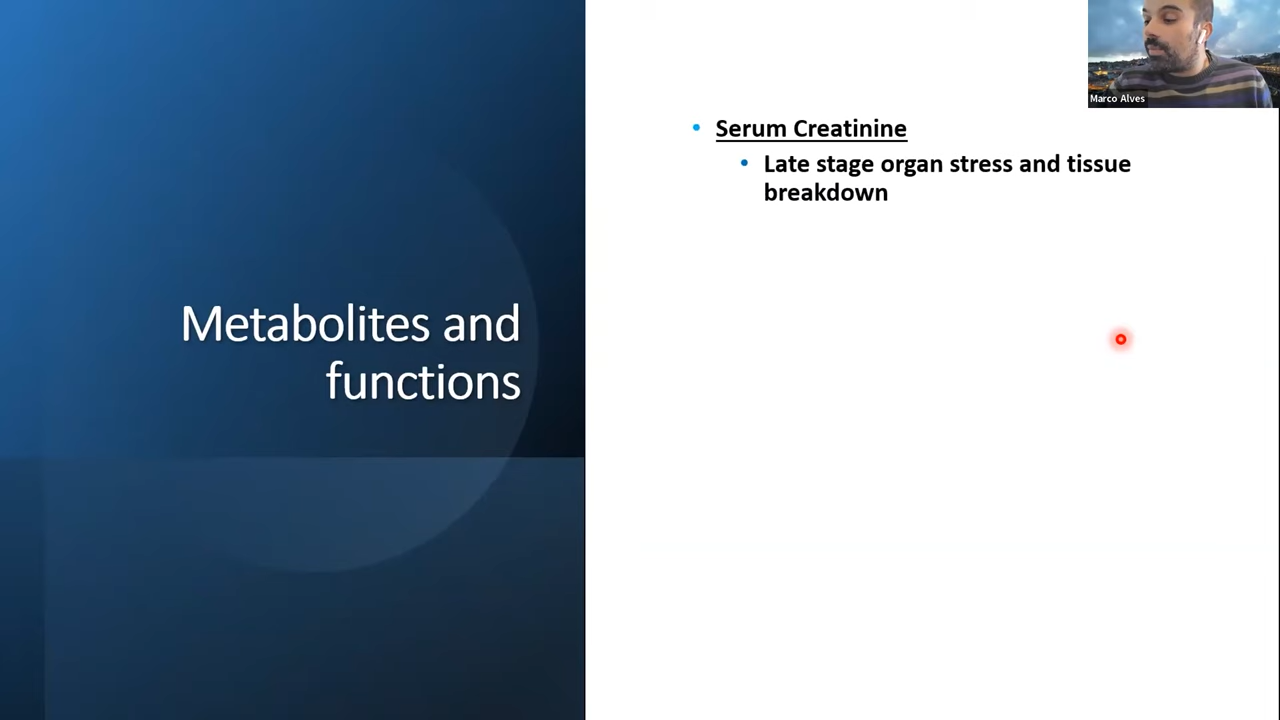 Marco Alves
Serum Creatinine
Late stage organ stress and tissue
breakdown
Metabolites and
functions